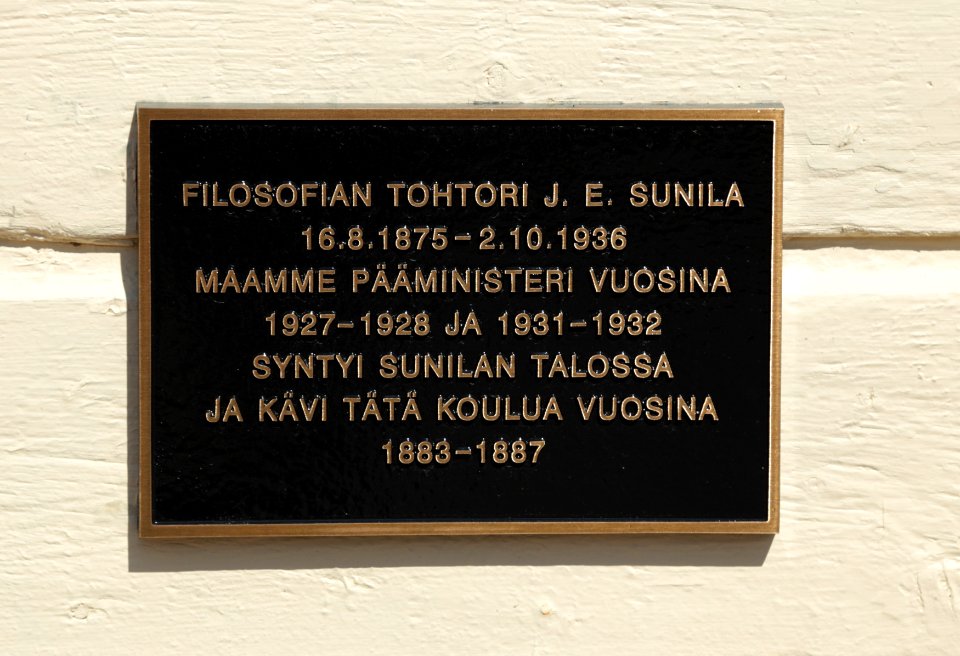 FILOSOFIAN TOHTORI J. E. SUNILA
16.8.1875–2.10.1936
MAAMME PÄÄMINISTERI VUOSINA
1927–1928 JA 1931–1932
SYNTYI SUNILAN TALOSSA
JA KÄVI TÄTÄ KOULUA VUOSINA
1883–1887